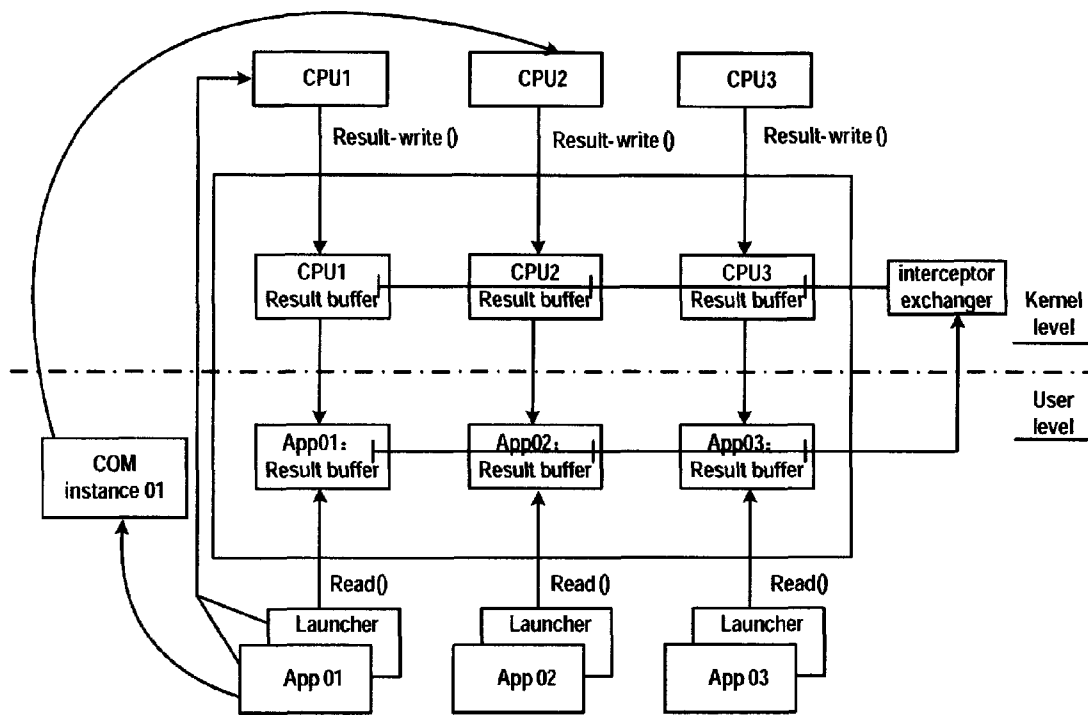 CPU1
CPU2
CPU3
Result-write()
Result-write()
Result-write()
CPU1
Result buffer
CPU2
Result buffer
CPU3
Result buffer
interceptor
exchanger
Kernel
level
User
level
App01:
Result buffer
App02:
Result buffer
App03:
Result buffer
COM
instance 01
Read()
Read()
Read()
Launcher
Launcher
Launcher
App 01
App 02
App 03